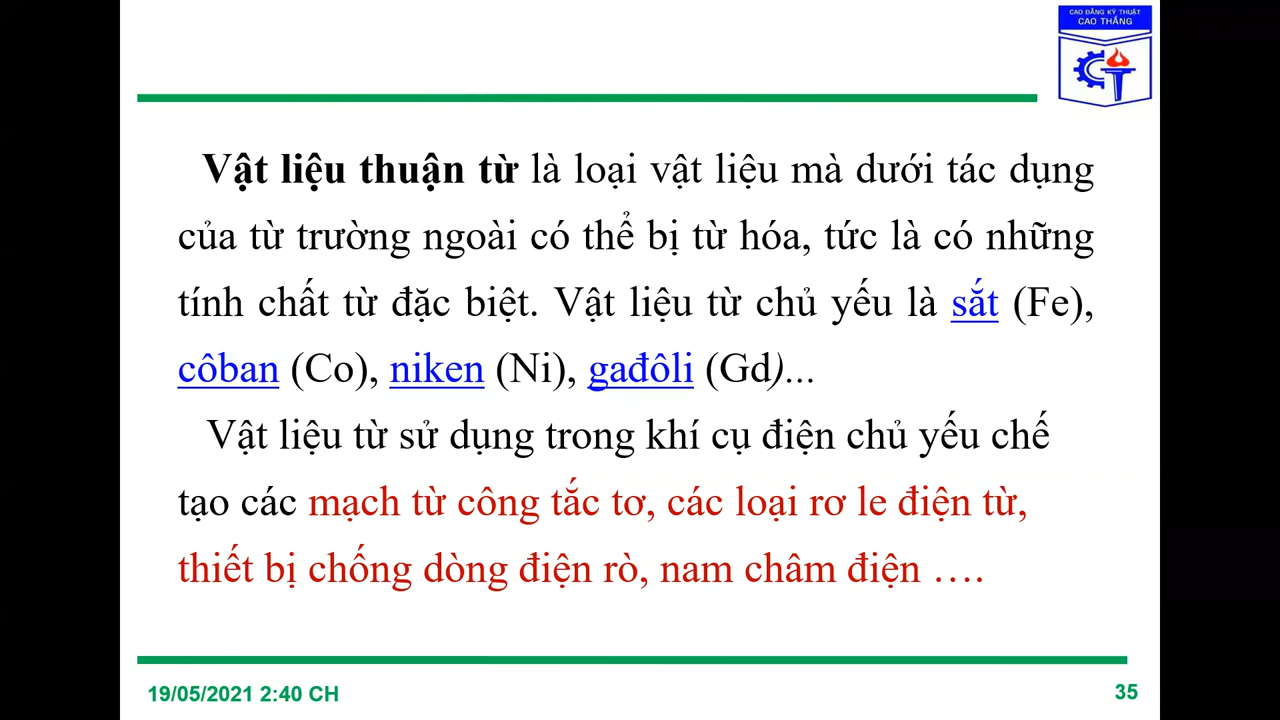 CAO ĐẲNG KỸ THUẬT
CAO THẮNG
Vật liệu thuận từ là loại vật liệu mà dưới tác dụng
của từ trường ngoài có thể bị từ hóa, tức là có những
tính chất từ đặc biệt. Vật liệu từ chủ yếu là sắt (Fe),
côban (Co), niken (Ni), gađôli (Gd)...
Vật liệu từ sử dụng trong khí cụ điện chủ yếu chế
tạo các mạch từ công tắc tơ, các loại rơ le điện từ,
thiết bị chống dòng điện rò, nam châm điện ….
19/05/2021 2:40 CH
35